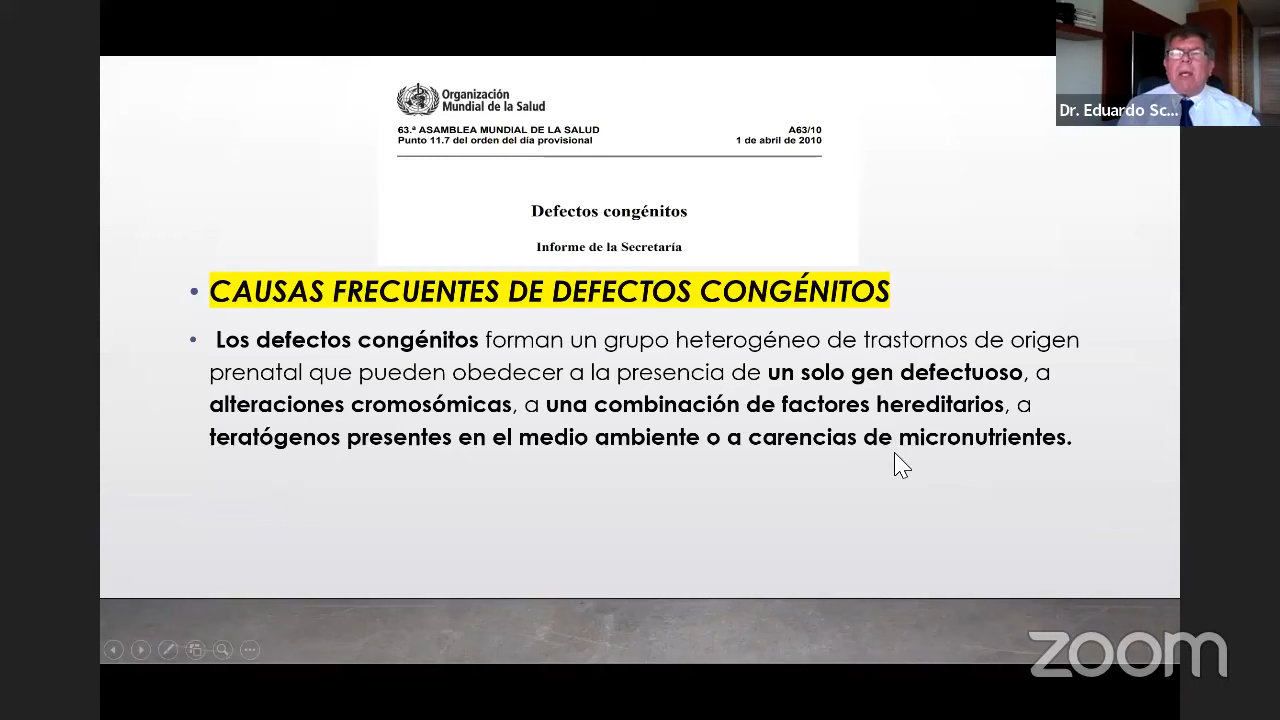 Organización
Mundial de la Salud
63.ª ASAMBLEA MUNDIAL DE LA SALUD
A63/10
Punto 11.7 del orden del día provisional
1 de abril de 2010
Defectos congénitos
Informe de la Secretaría
• CAUSAS FRECUENTES DE DEFECTOS CONGÉNITOS
• Los defectos congénitos forman un grupo heterogéneo de trastornos de origen
prenatal que pueden obedecer a la presencia de un solo gen defectuoso, a
alteraciones cromosómicas, a una combinación de factores hereditarios, a
teratógenos presentes en el medio ambiente o a carencias de micronutrientes.
Dr. Eduardo Sc...
zoom